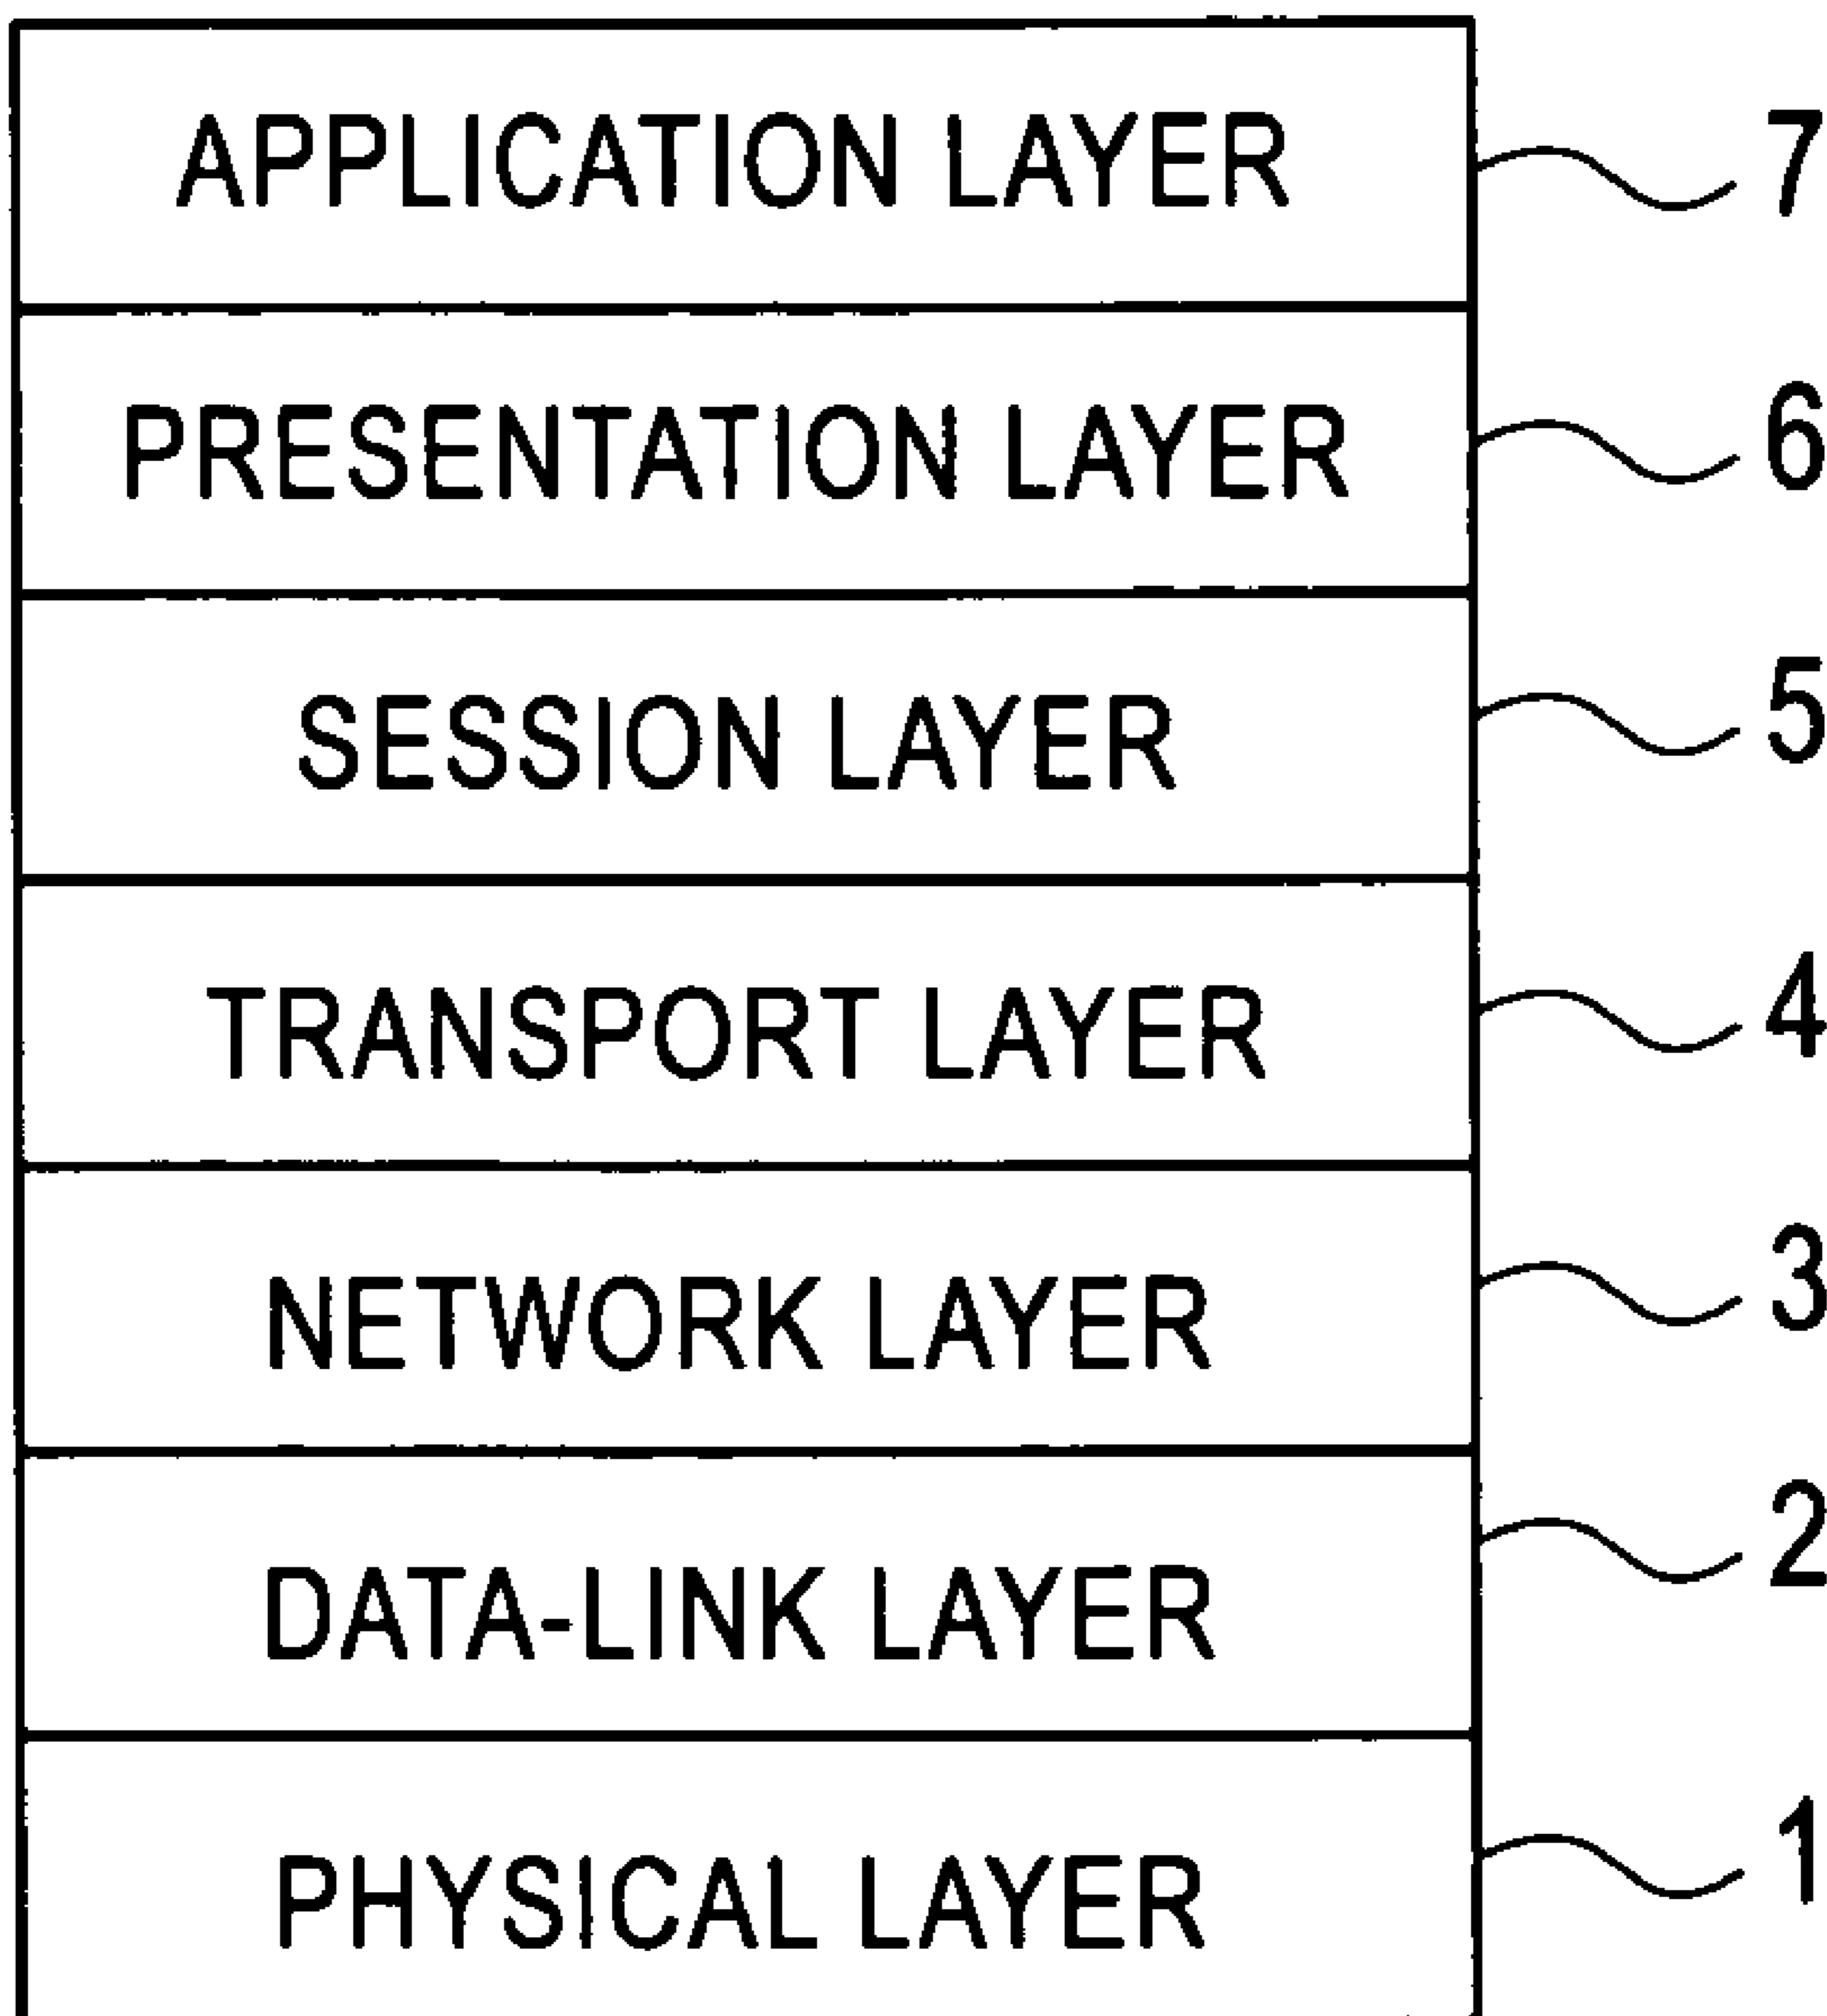 APPLICATION LAYER 7
PRESENTATION LAYER 6
SESSION LAYER 5
TRANSPORT LAYER 4
NETWORK LAYER 3
DATA-LINK LAYER 2
PHYSICAL LAYER 1